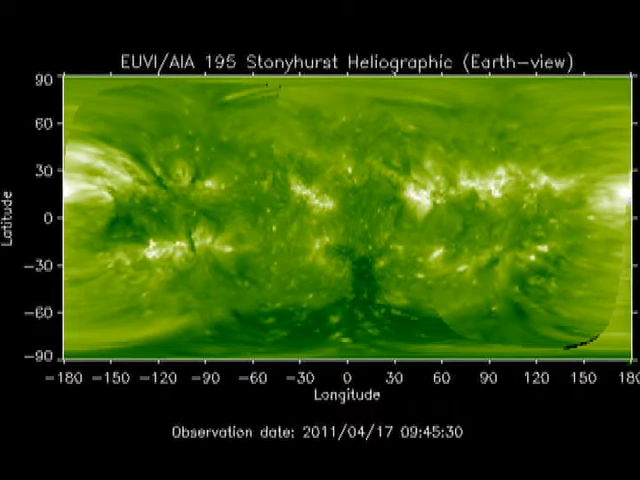 EUVI/AIA 195 Stonyhurst Heliographic (Earth-view)
90
60
30
0
-30
-60
-90
Latitude
-180 -150 -120 -90 -60 -30 0 30 60 90 120 150 180
Longitude
Observation date: 2011/04/17 09:45:30